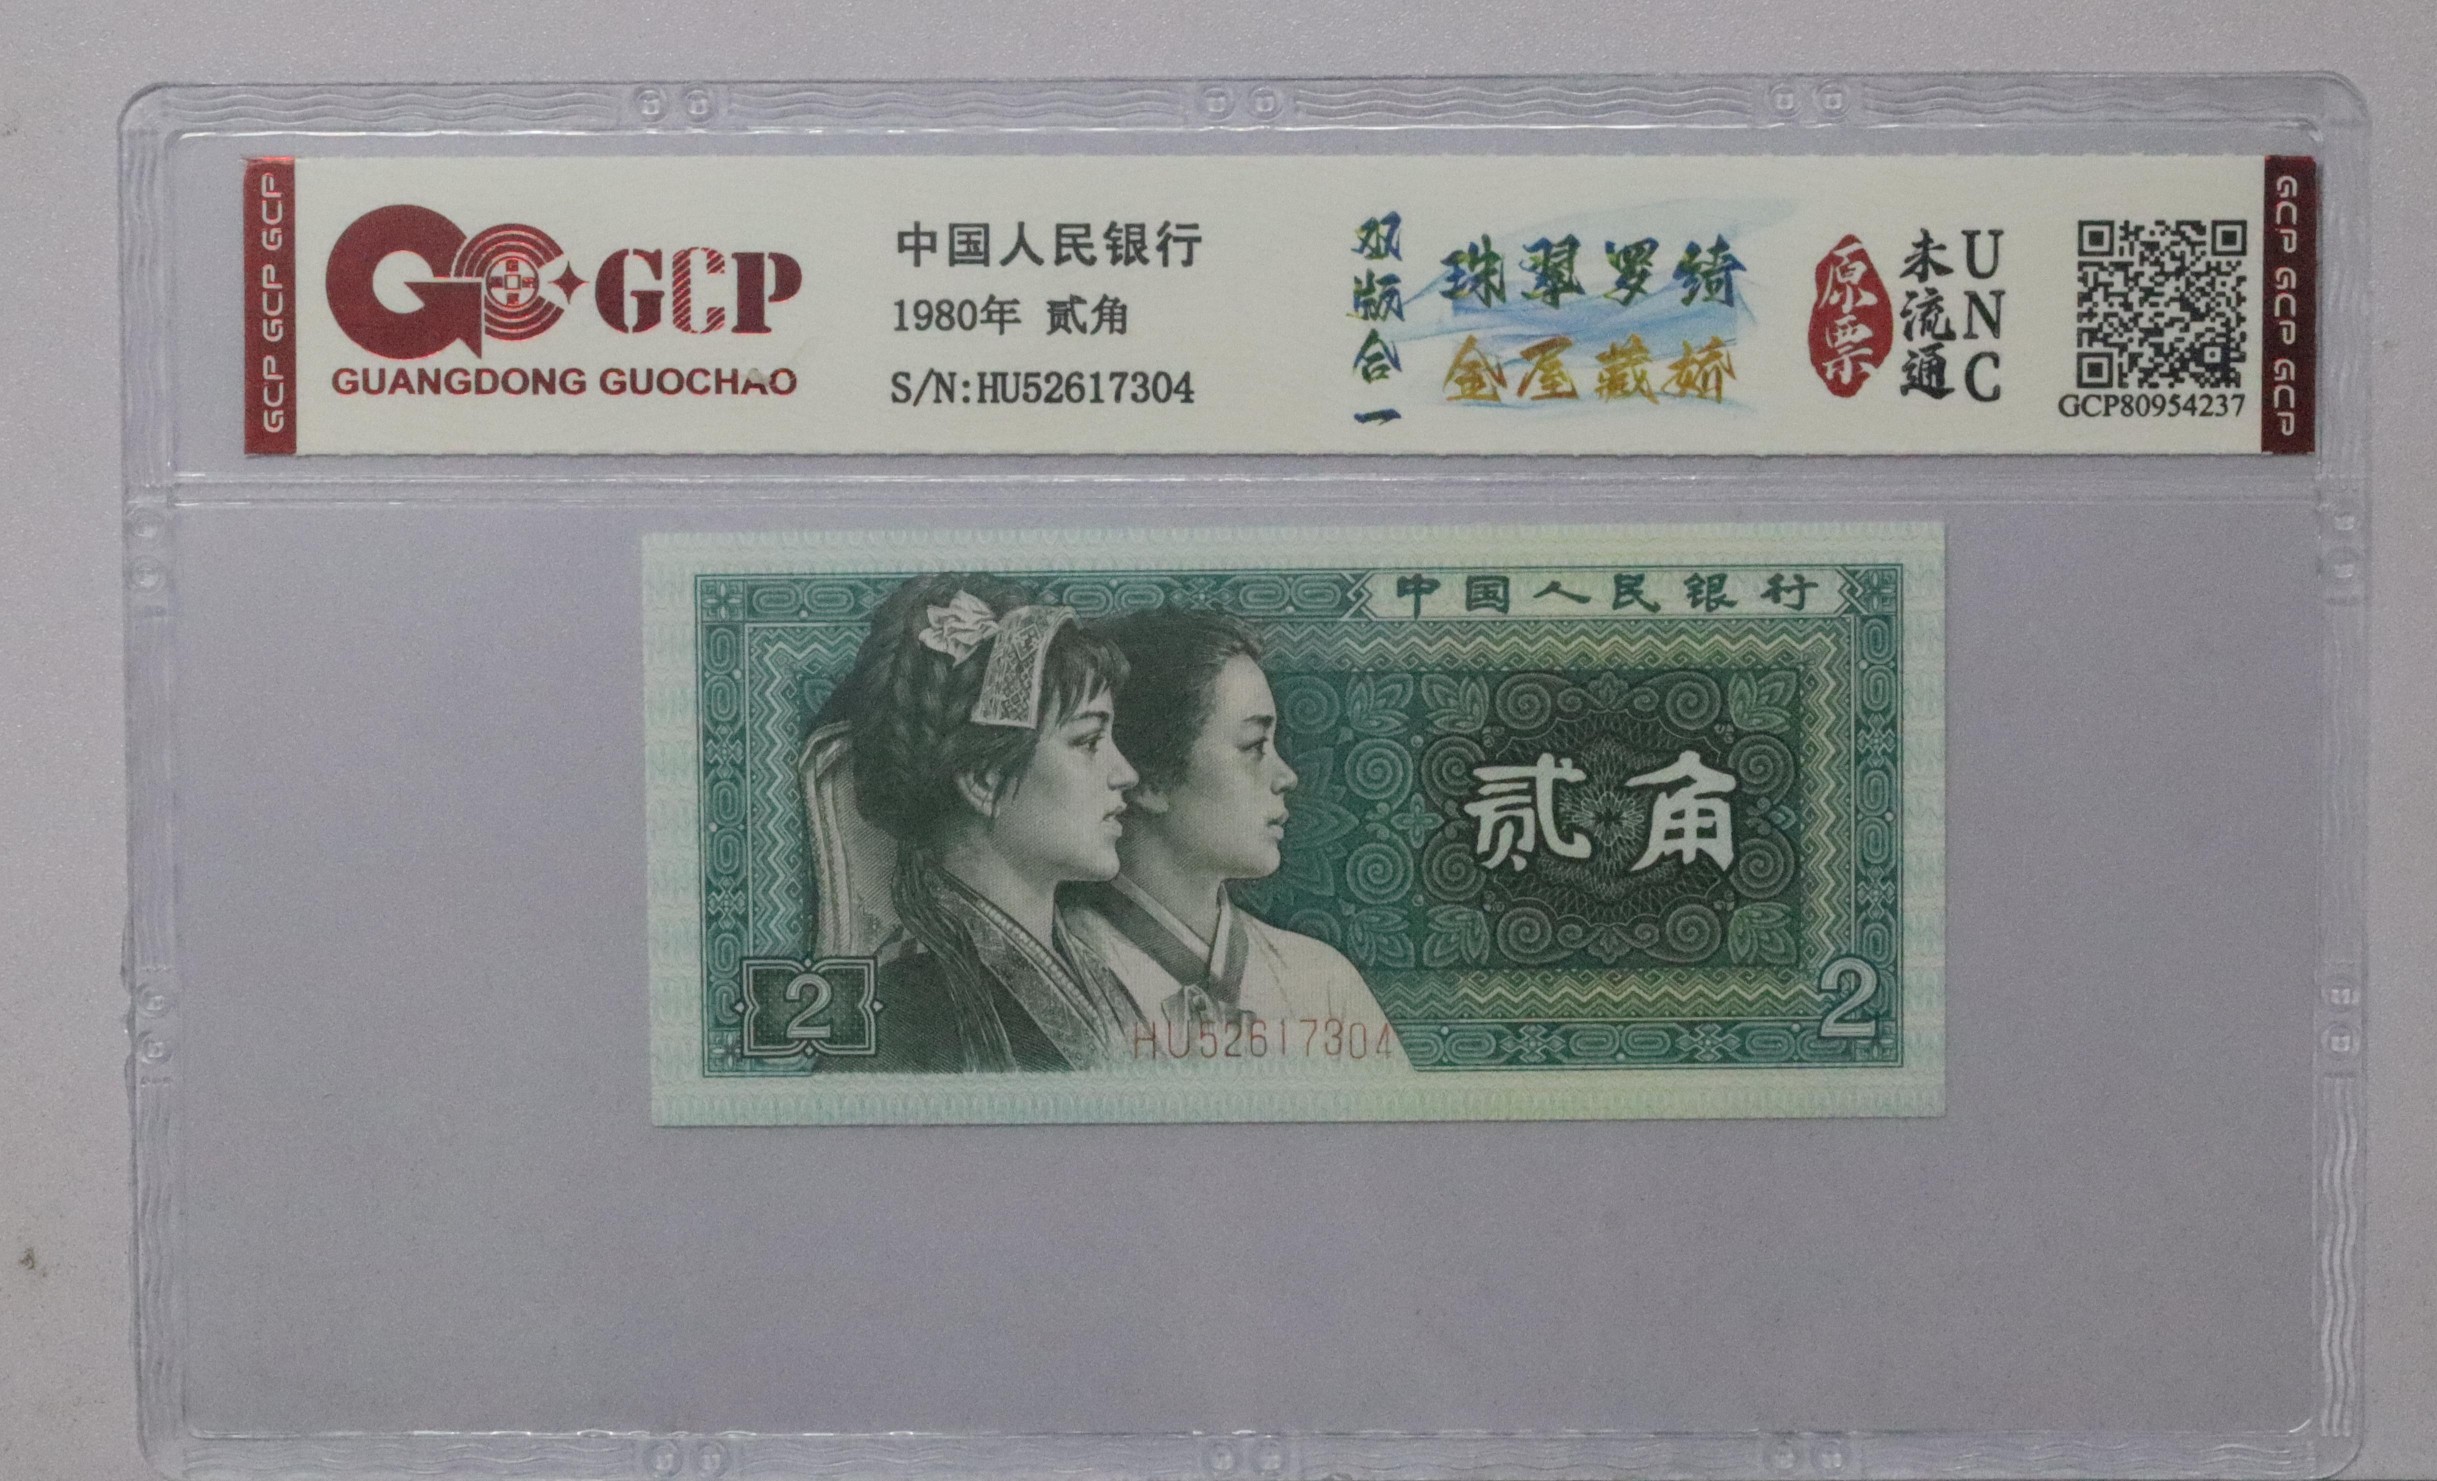 GCP GCP GCP
GCP
GUANGDONG GUOCHAO
中国人民银行
1980年 贰角
S/N:HU52617304
双版合一
珠翠罗绮
金屋藏娇
原票
未流通
UNC
GCP80954237
GCP GCP GCP
中国人民银行
贰角
2
2
HU52617304